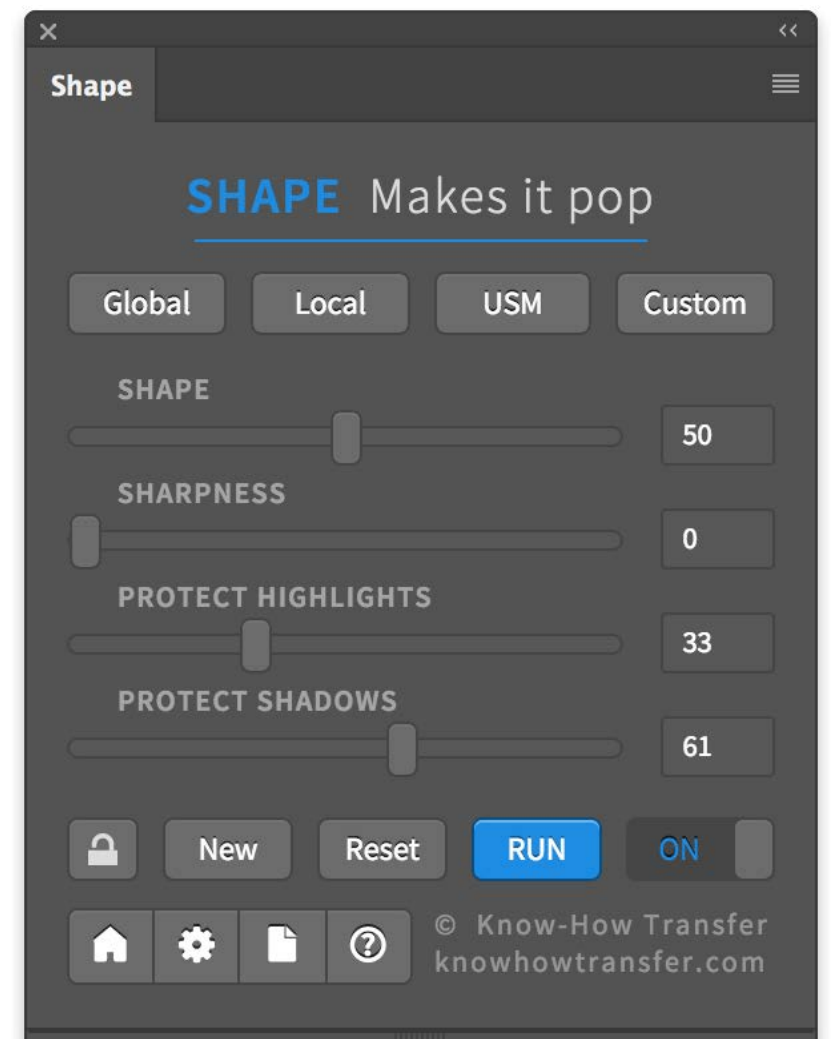 Shape
SHAPE Makes it pop
Global Local USM Custom
SHAPE
50
SHARPNESS
0
PROTECT HIGHLIGHTS
33
PROTECT SHADOWS
61
New Reset RUN ON
© Know-How Transfer
knowhowtransfer.com